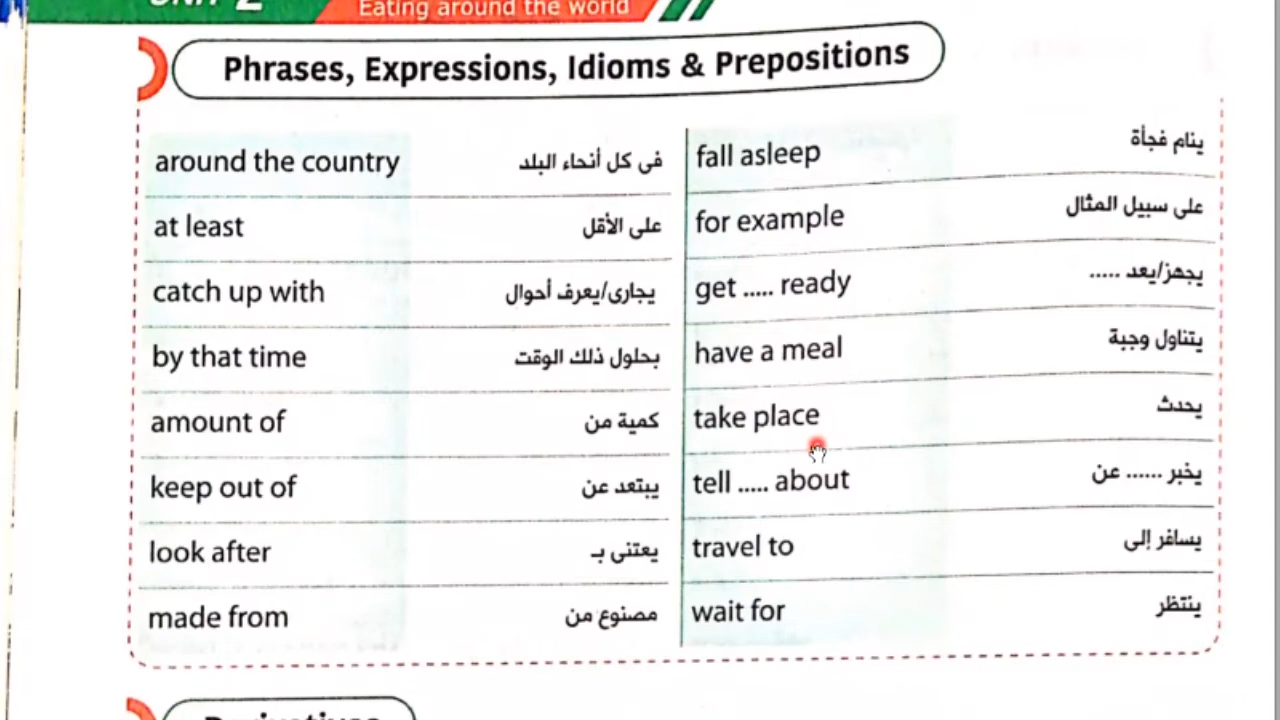 UNIT 2
Eating around the world
Phrases, Expressions, Idioms & Prepositions
around the country فى كل أنحاء البلد
at least على الأقل
catch up with يجارى/يعرف أحوال
by that time بحلول ذلك الوقت
amount of كمية من
keep out of يبتعد عن
look after يعتنى بـ
made from مصنوع من
fall asleep ينام فجأة
for example على سبيل المثال
get ..... ready يجهز/يعد .....
have a meal يتناول وجبة
take place يحدث
tell ..... about يخبر ...... عن
travel to يسافر إلى
wait for ينتظر
Derivatives